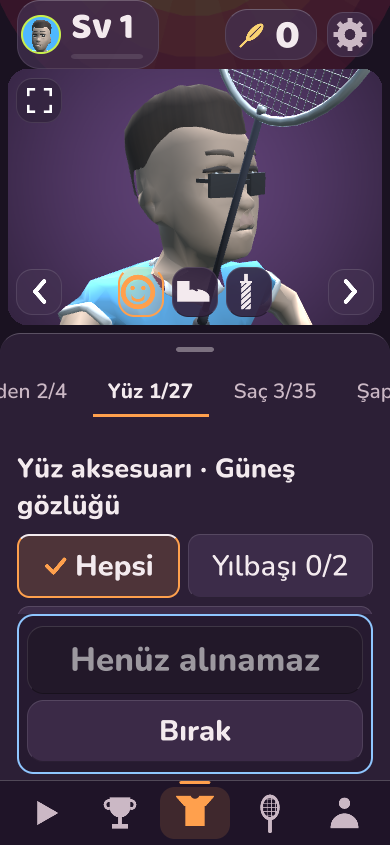 Sv 1
0
den 2/4
Yüz 1/27
Saç 3/35
Şap
Yüz aksesuarı · Güneş
gözlüğü
Hepsi
Yılbaşı 0/2
Henüz alınamaz
Bırak